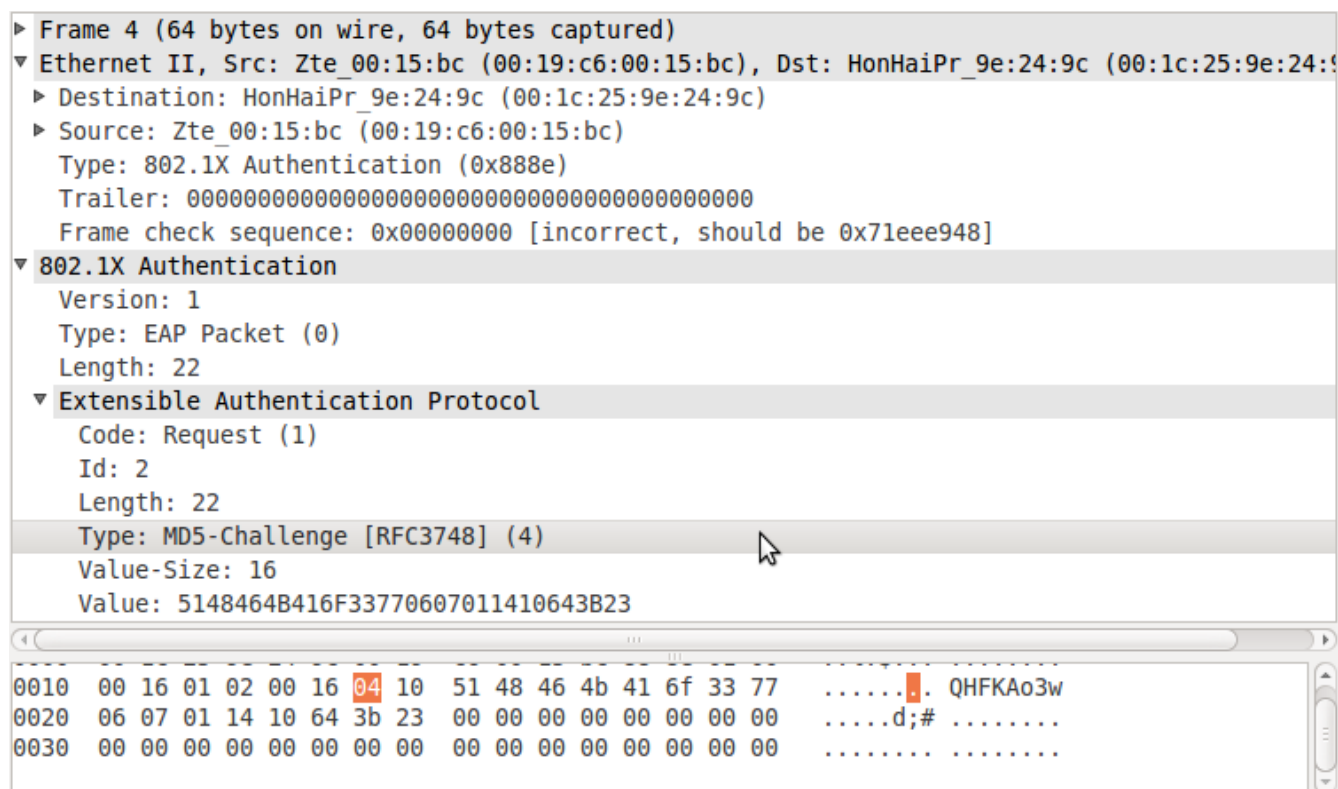 Frame 4 (64 bytes on wire, 64 bytes captured)
Ethernet II, Src: Zte_00:15:bc (00:19:c6:00:15:bc), Dst: HonHaiPr_9e:24:9c (00:1c:25:9e:24:9
Destination: HonHaiPr_9e:24:9c (00:1c:25:9e:24:9c)
Source: Zte_00:15:bc (00:19:c6:00:15:bc)
Type: 802.1X Authentication (0x888e)
Trailer: 0000000000000000000000000000000000000000
Frame check sequence: 0x00000000 [incorrect, should be 0x71eee948]
802.1X Authentication
Version: 1
Type: EAP Packet (0)
Length: 22
Extensible Authentication Protocol
Code: Request (1)
Id: 2
Length: 22
Type: MD5-Challenge [RFC3748] (4)
Value-Size: 16
Value: 5148464B416F33770607011410643B23
0010 00 16 01 02 00 16 04 10 51 48 46 4b 41 6f 33 77 ........ QHFKAo3w
0020 06 07 01 14 10 64 3b 23 00 00 00 00 00 00 00 00 .....d;# ........
0030 00 00 00 00 00 00 00 00 00 00 00 00 00 00 00 00 ........ ........